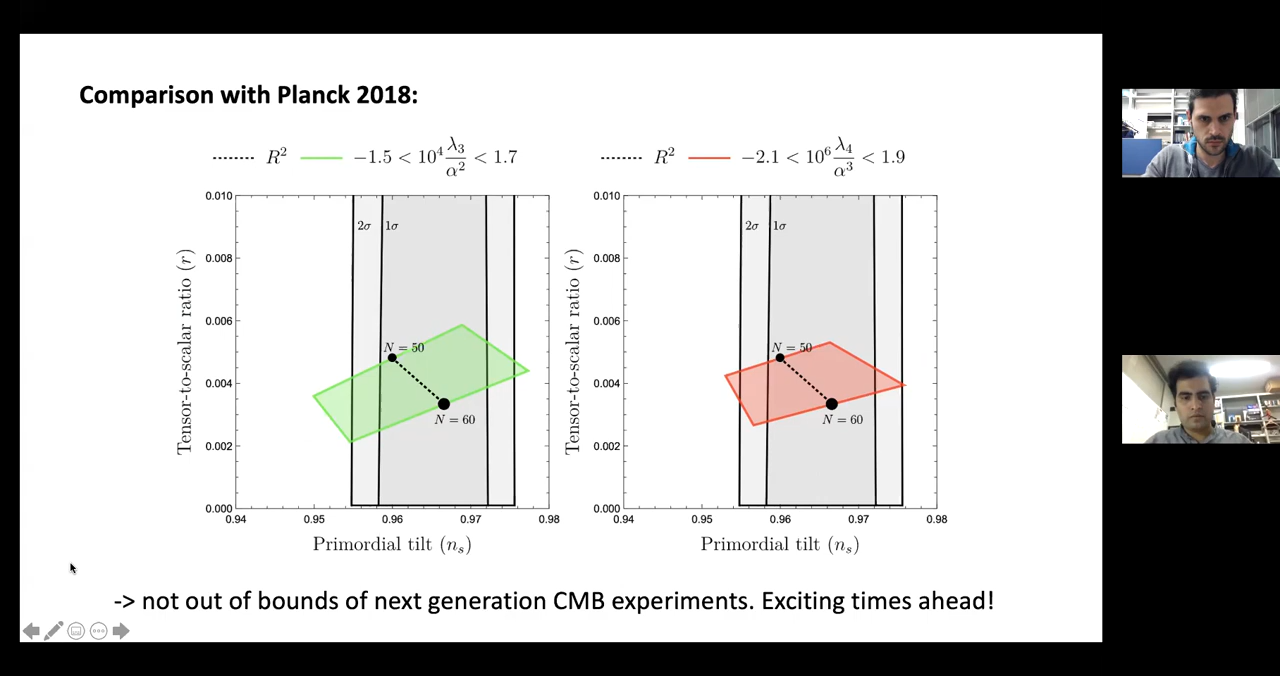 Comparison with Planck 2018:
R² −1.5 < 10⁴ λ₃/α² < 1.7
R² −2.1 < 10⁶ λ₄/α³ < 1.9
0.010
0.008
0.006
0.004
0.002
0.000
0.94 0.95 0.96 0.97 0.98
Tensor-to-scalar ratio (r)
Primordial tilt (nₛ)
2σ 1σ
N = 50
N = 60
0.010
0.008
0.006
0.004
0.002
0.000
0.94 0.95 0.96 0.97 0.98
Tensor-to-scalar ratio (r)
Primordial tilt (nₛ)
2σ 1σ
N = 50
N = 60
-> not out of bounds of next generation CMB experiments. Exciting times ahead!